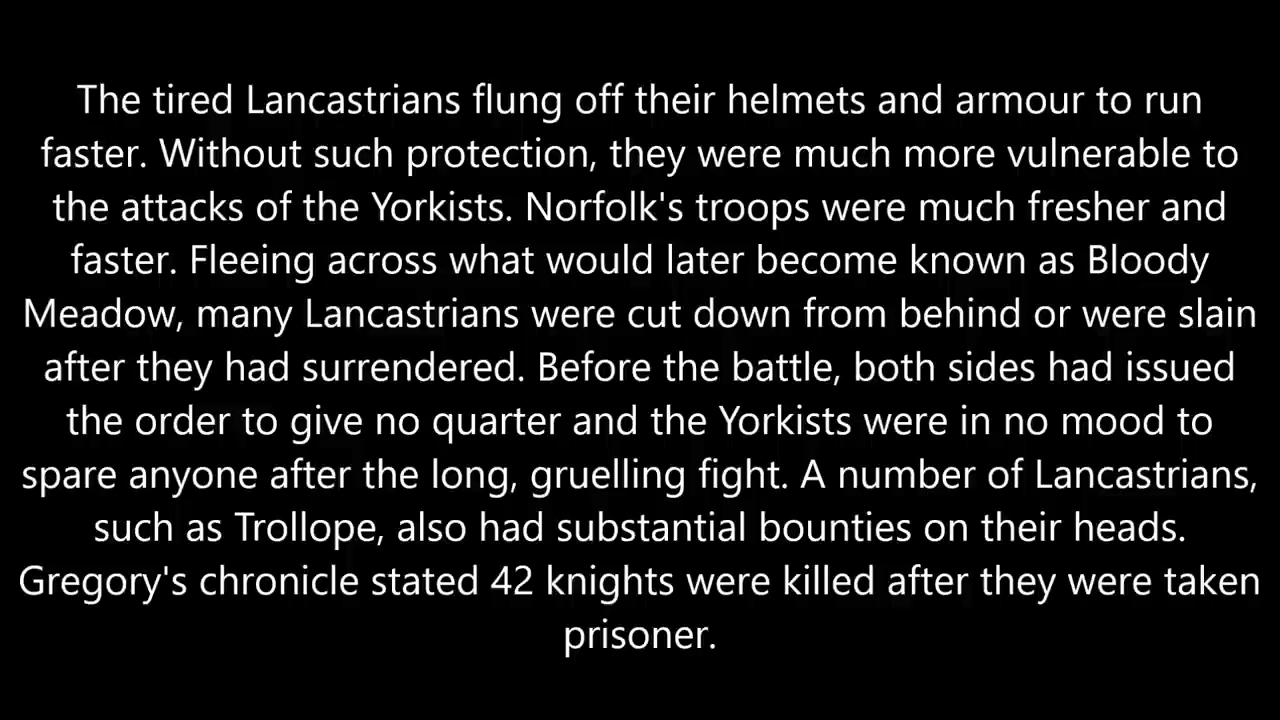 The tired Lancastrians flung off their helmets and armour to run
faster. Without such protection, they were much more vulnerable to
the attacks of the Yorkists. Norfolk's troops were much fresher and
faster. Fleeing across what would later become known as Bloody
Meadow, many Lancastrians were cut down from behind or were slain
after they had surrendered. Before the battle, both sides had issued
the order to give no quarter and the Yorkists were in no mood to
spare anyone after the long, gruelling fight. A number of Lancastrians,
such as Trollope, also had substantial bounties on their heads.
Gregory's chronicle stated 42 knights were killed after they were taken
prisoner.